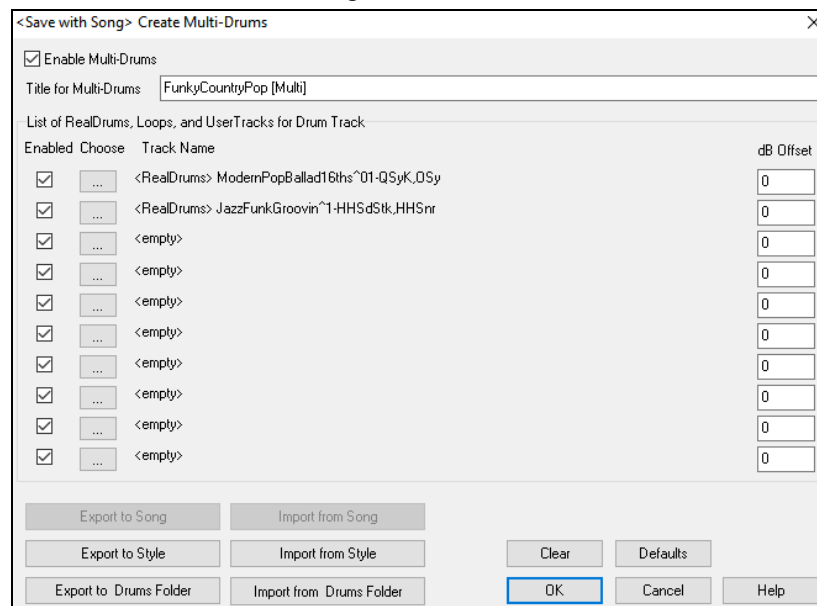 <Save with Song> Create Multi-Drums
Enable Multi-Drums
Title for Multi-Drums FunkyCountryPop [Multi]
List of RealDrums, Loops, and UserTracks for Drum Track
Enabled Choose Track Name dB Offset
... <RealDrums> ModernPopBallad16ths^01-QSyK,OSy 0
... <RealDrums> JazzFunkGroovin^1-HHSdStk,HHSnr 0
... <empty> 0
... <empty> 0
... <empty> 0
... <empty> 0
... <empty> 0
... <empty> 0
... <empty> 0
... <empty> 0
Export to Song Import from Song
Export to Style Import from Style Clear Defaults
Export to Drums Folder Import from Drums Folder OK Cancel Help